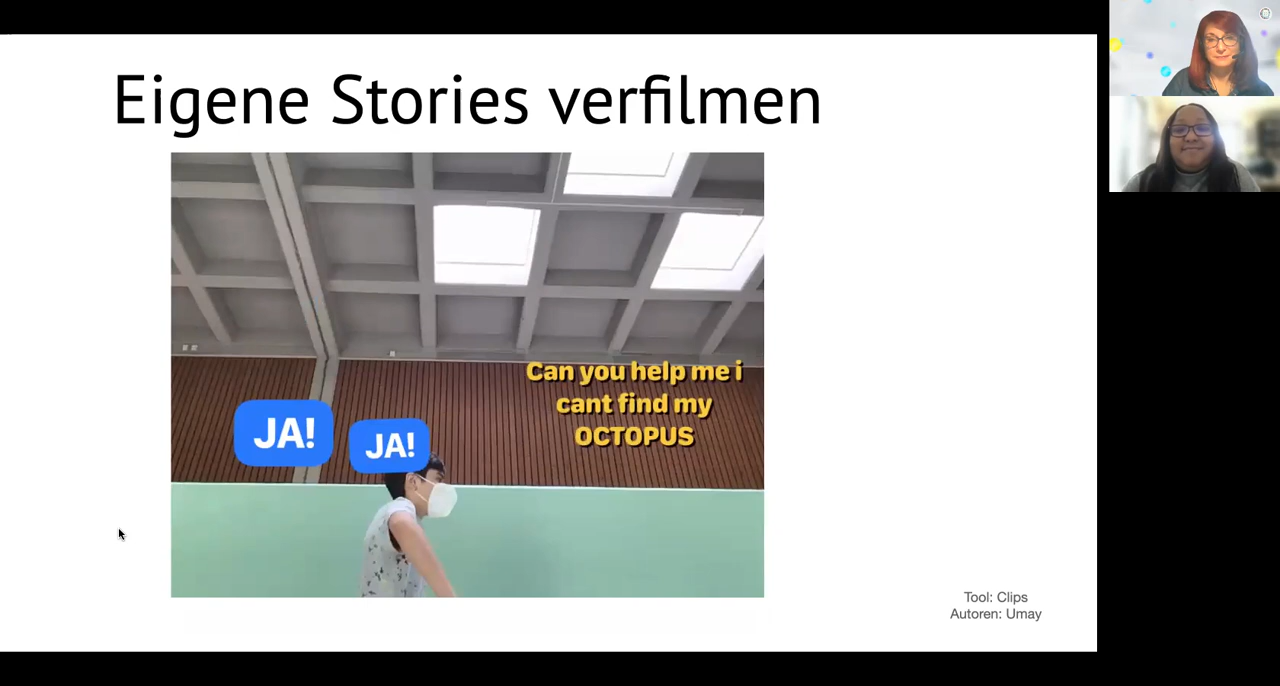 Eigene Stories verfilmen
Can you help me i
cant find my
OCTOPUS
JA!
JA!
Tool: Clips
Autoren: Umay